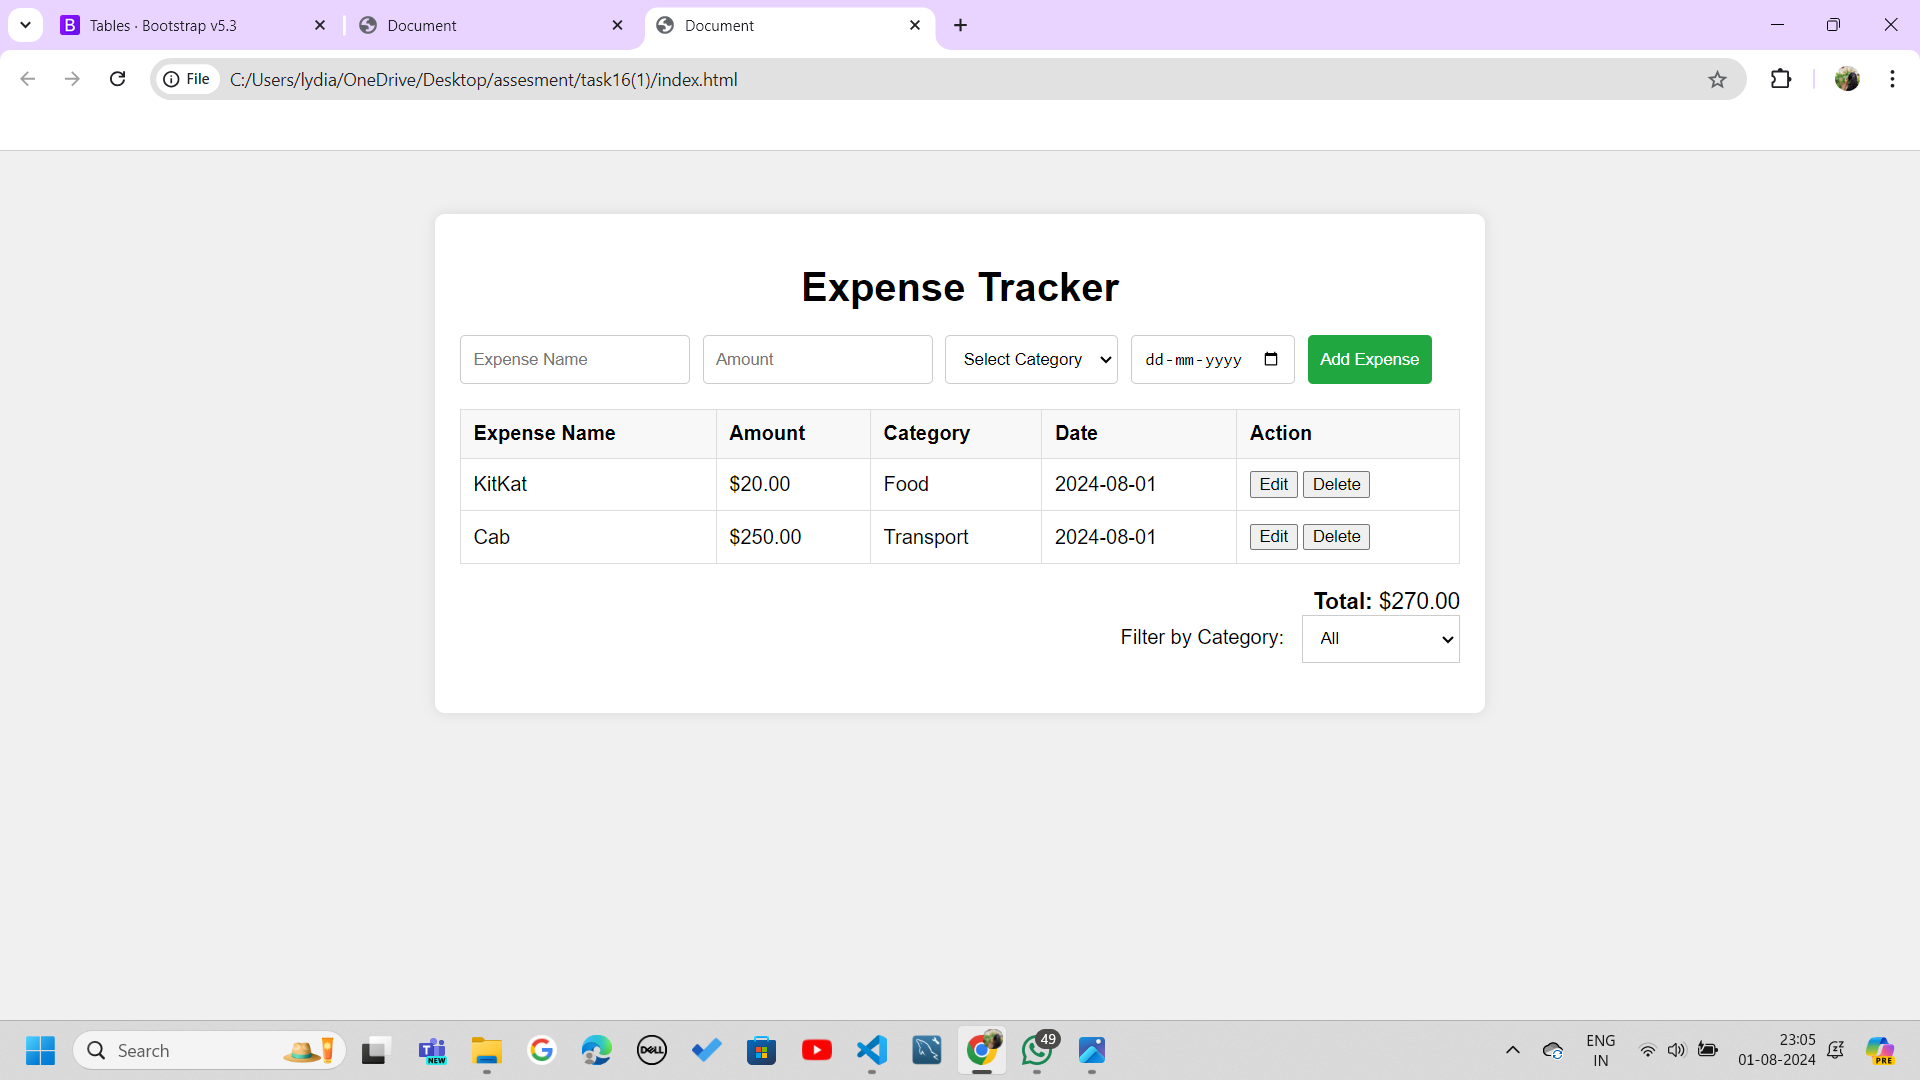 B Tables · Bootstrap v5.3
Document
Document
File C:/Users/lydia/OneDrive/Desktop/assesment/task16(1)/index.html
Expense Tracker
Expense Name Amount Select Category dd-mm-yyyy Add Expense
Expense Name Amount Category Date Action
KitKat $20.00 Food 2024-08-01 Edit Delete
Cab $250.00 Transport 2024-08-01 Edit Delete
Total: $270.00
Filter by Category: All
Search
T NEW
DELL
49
ENG
IN
23:05
01-08-2024
PRE